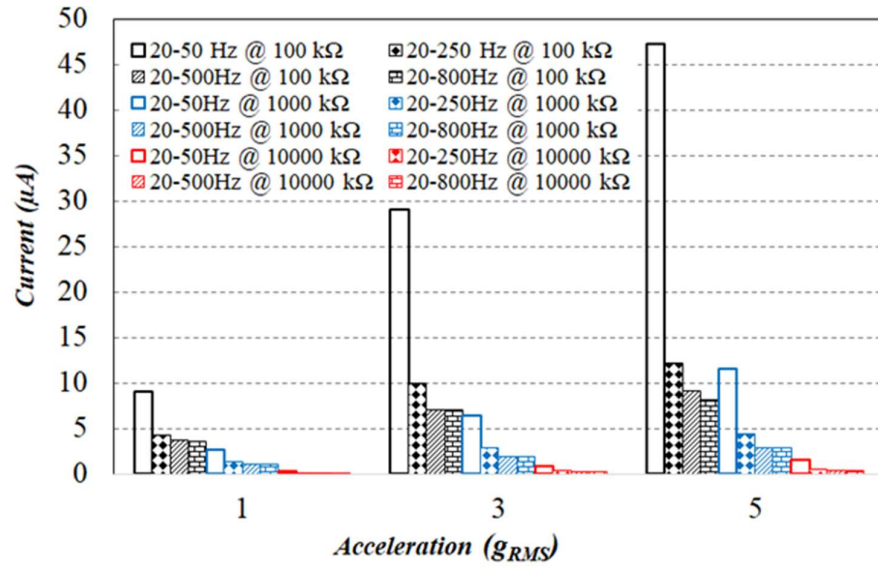 50
45
40
35
30
25
20
15
10
5
0
Current (μA)
20-50 Hz @ 100 kΩ
20-250 Hz @ 100 kΩ
20-500Hz @ 100 kΩ
20-800Hz @ 100 kΩ
20-50Hz @ 1000 kΩ
20-250Hz @ 1000 kΩ
20-500Hz @ 1000 kΩ
20-800Hz @ 1000 kΩ
20-50Hz @ 10000 kΩ
20-250Hz @ 10000 kΩ
20-500Hz @ 10000 kΩ
20-800Hz @ 10000 kΩ
1 3 5
Acceleration (gRMS)